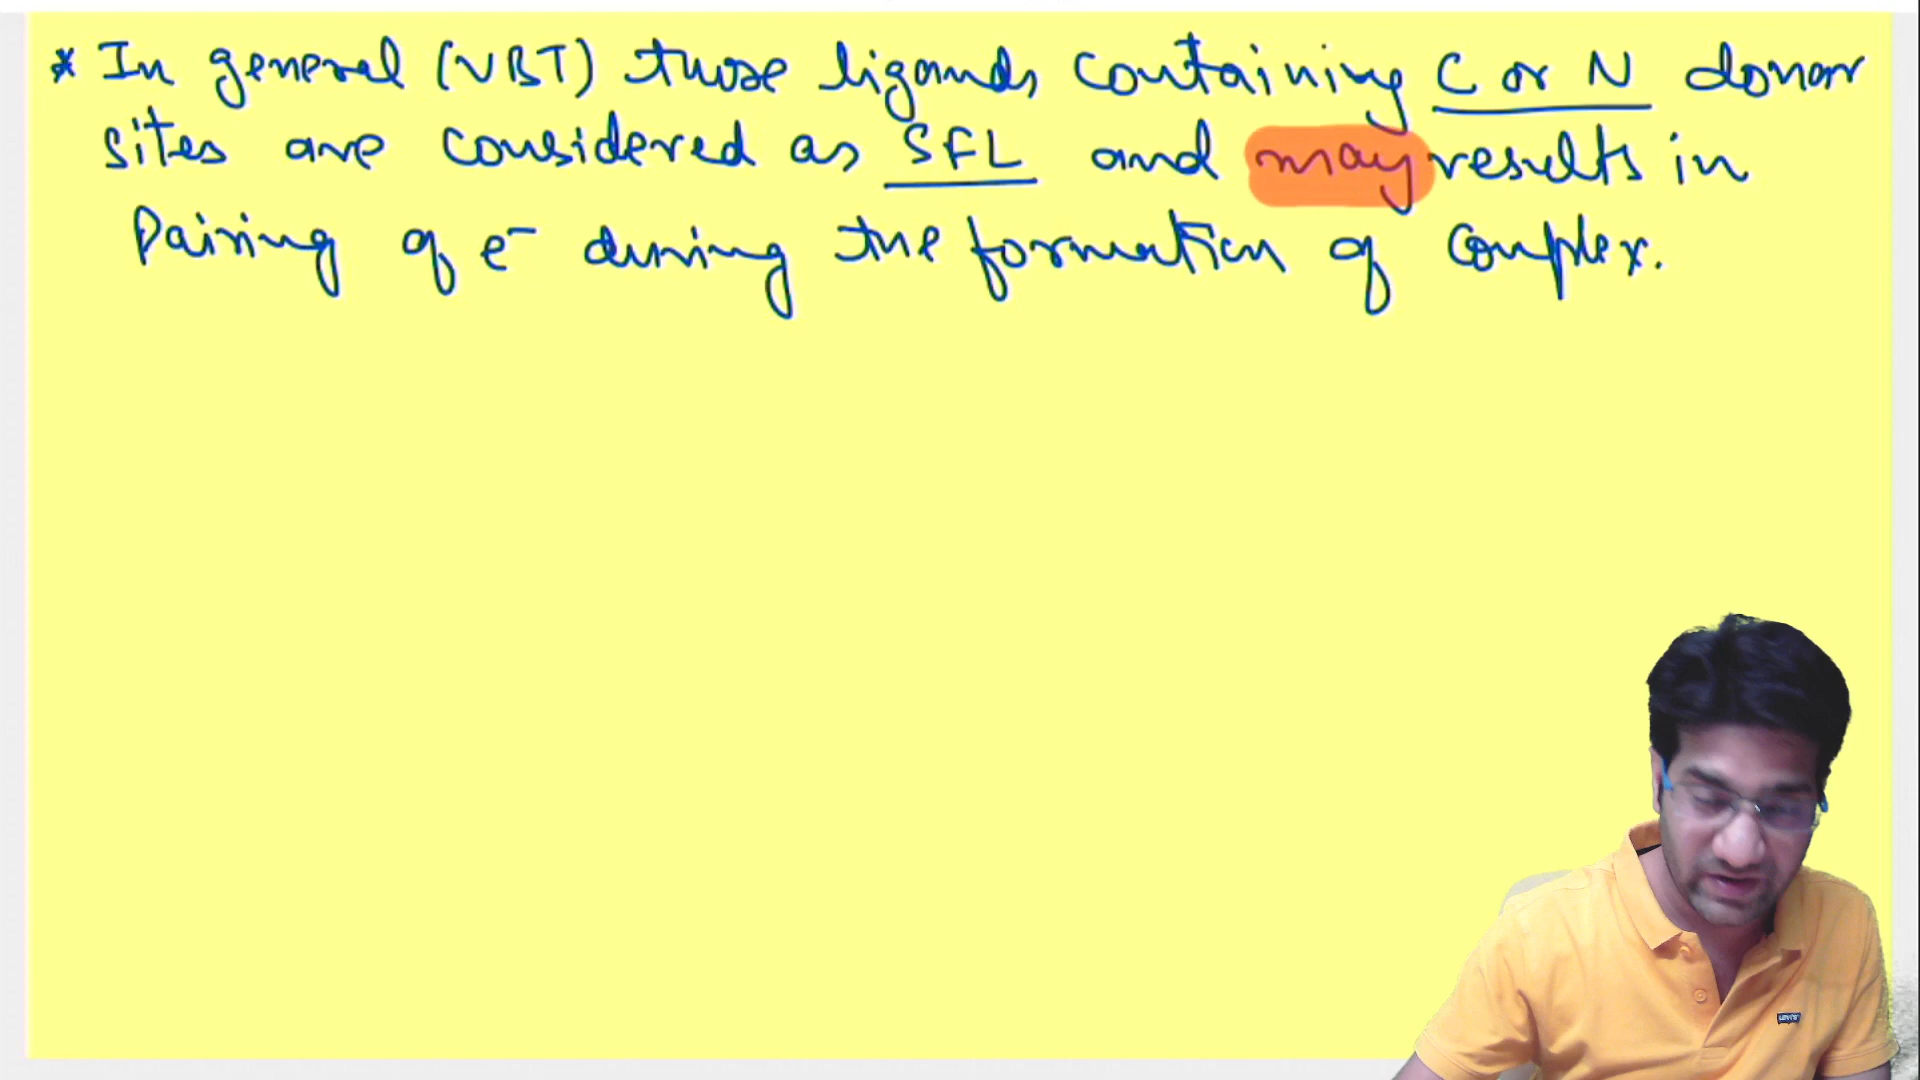 * In general (VBT) those ligands containing C or N donor
sites are considered as SFL and may results in
Pairing of e⁻ during the formation of complex.
LEVI'S